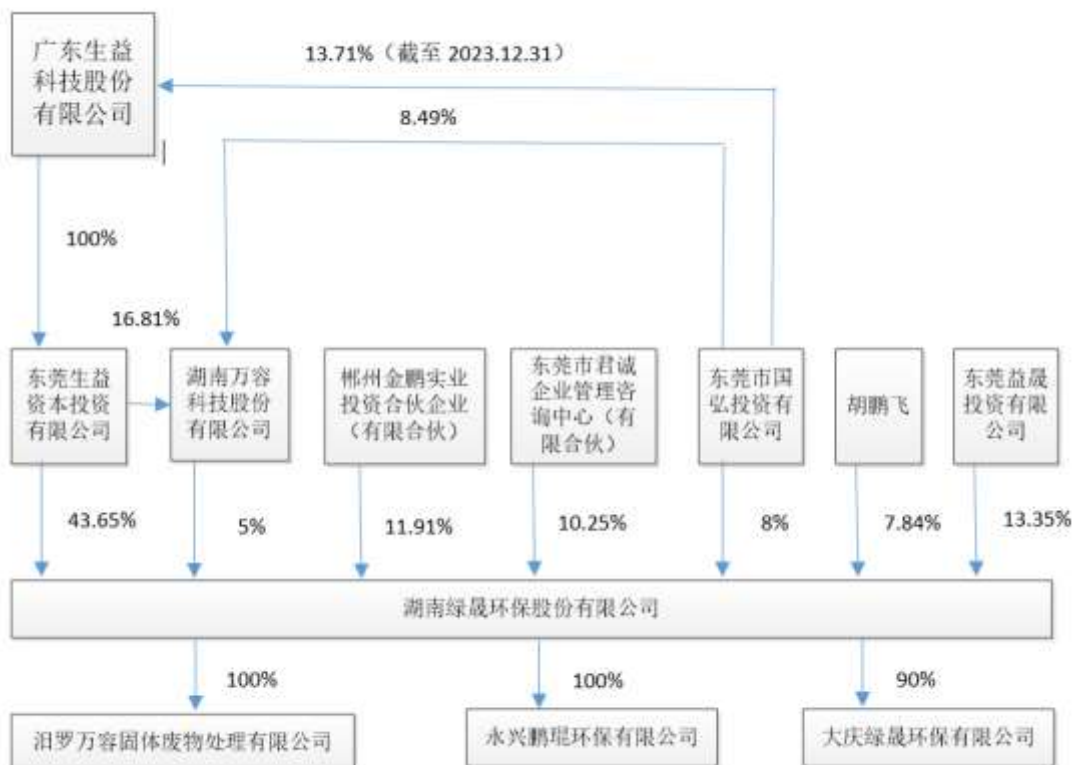 广东生益
科技股份
有限公司
13.71%（截至 2023.12.31）
8.49%
100%
16.81%
东莞生益
资本投资
有限公司
湖南万容
科技股份
有限公司
郴州金鹏实业
投资合伙企业
（有限合伙）
东莞市君诚
企业管理咨
询中心（有
限合伙）
东莞市国
弘投资有
限公司
胡鹏飞
东莞益晟
投资有限
公司
43.65%
5%
11.91%
10.25%
8%
7.84%
13.35%
湖南绿晟环保股份有限公司
100%
100%
90%
汨罗万容固体废物处理有限公司
永兴鹏琨环保有限公司
大庆绿晟环保有限公司